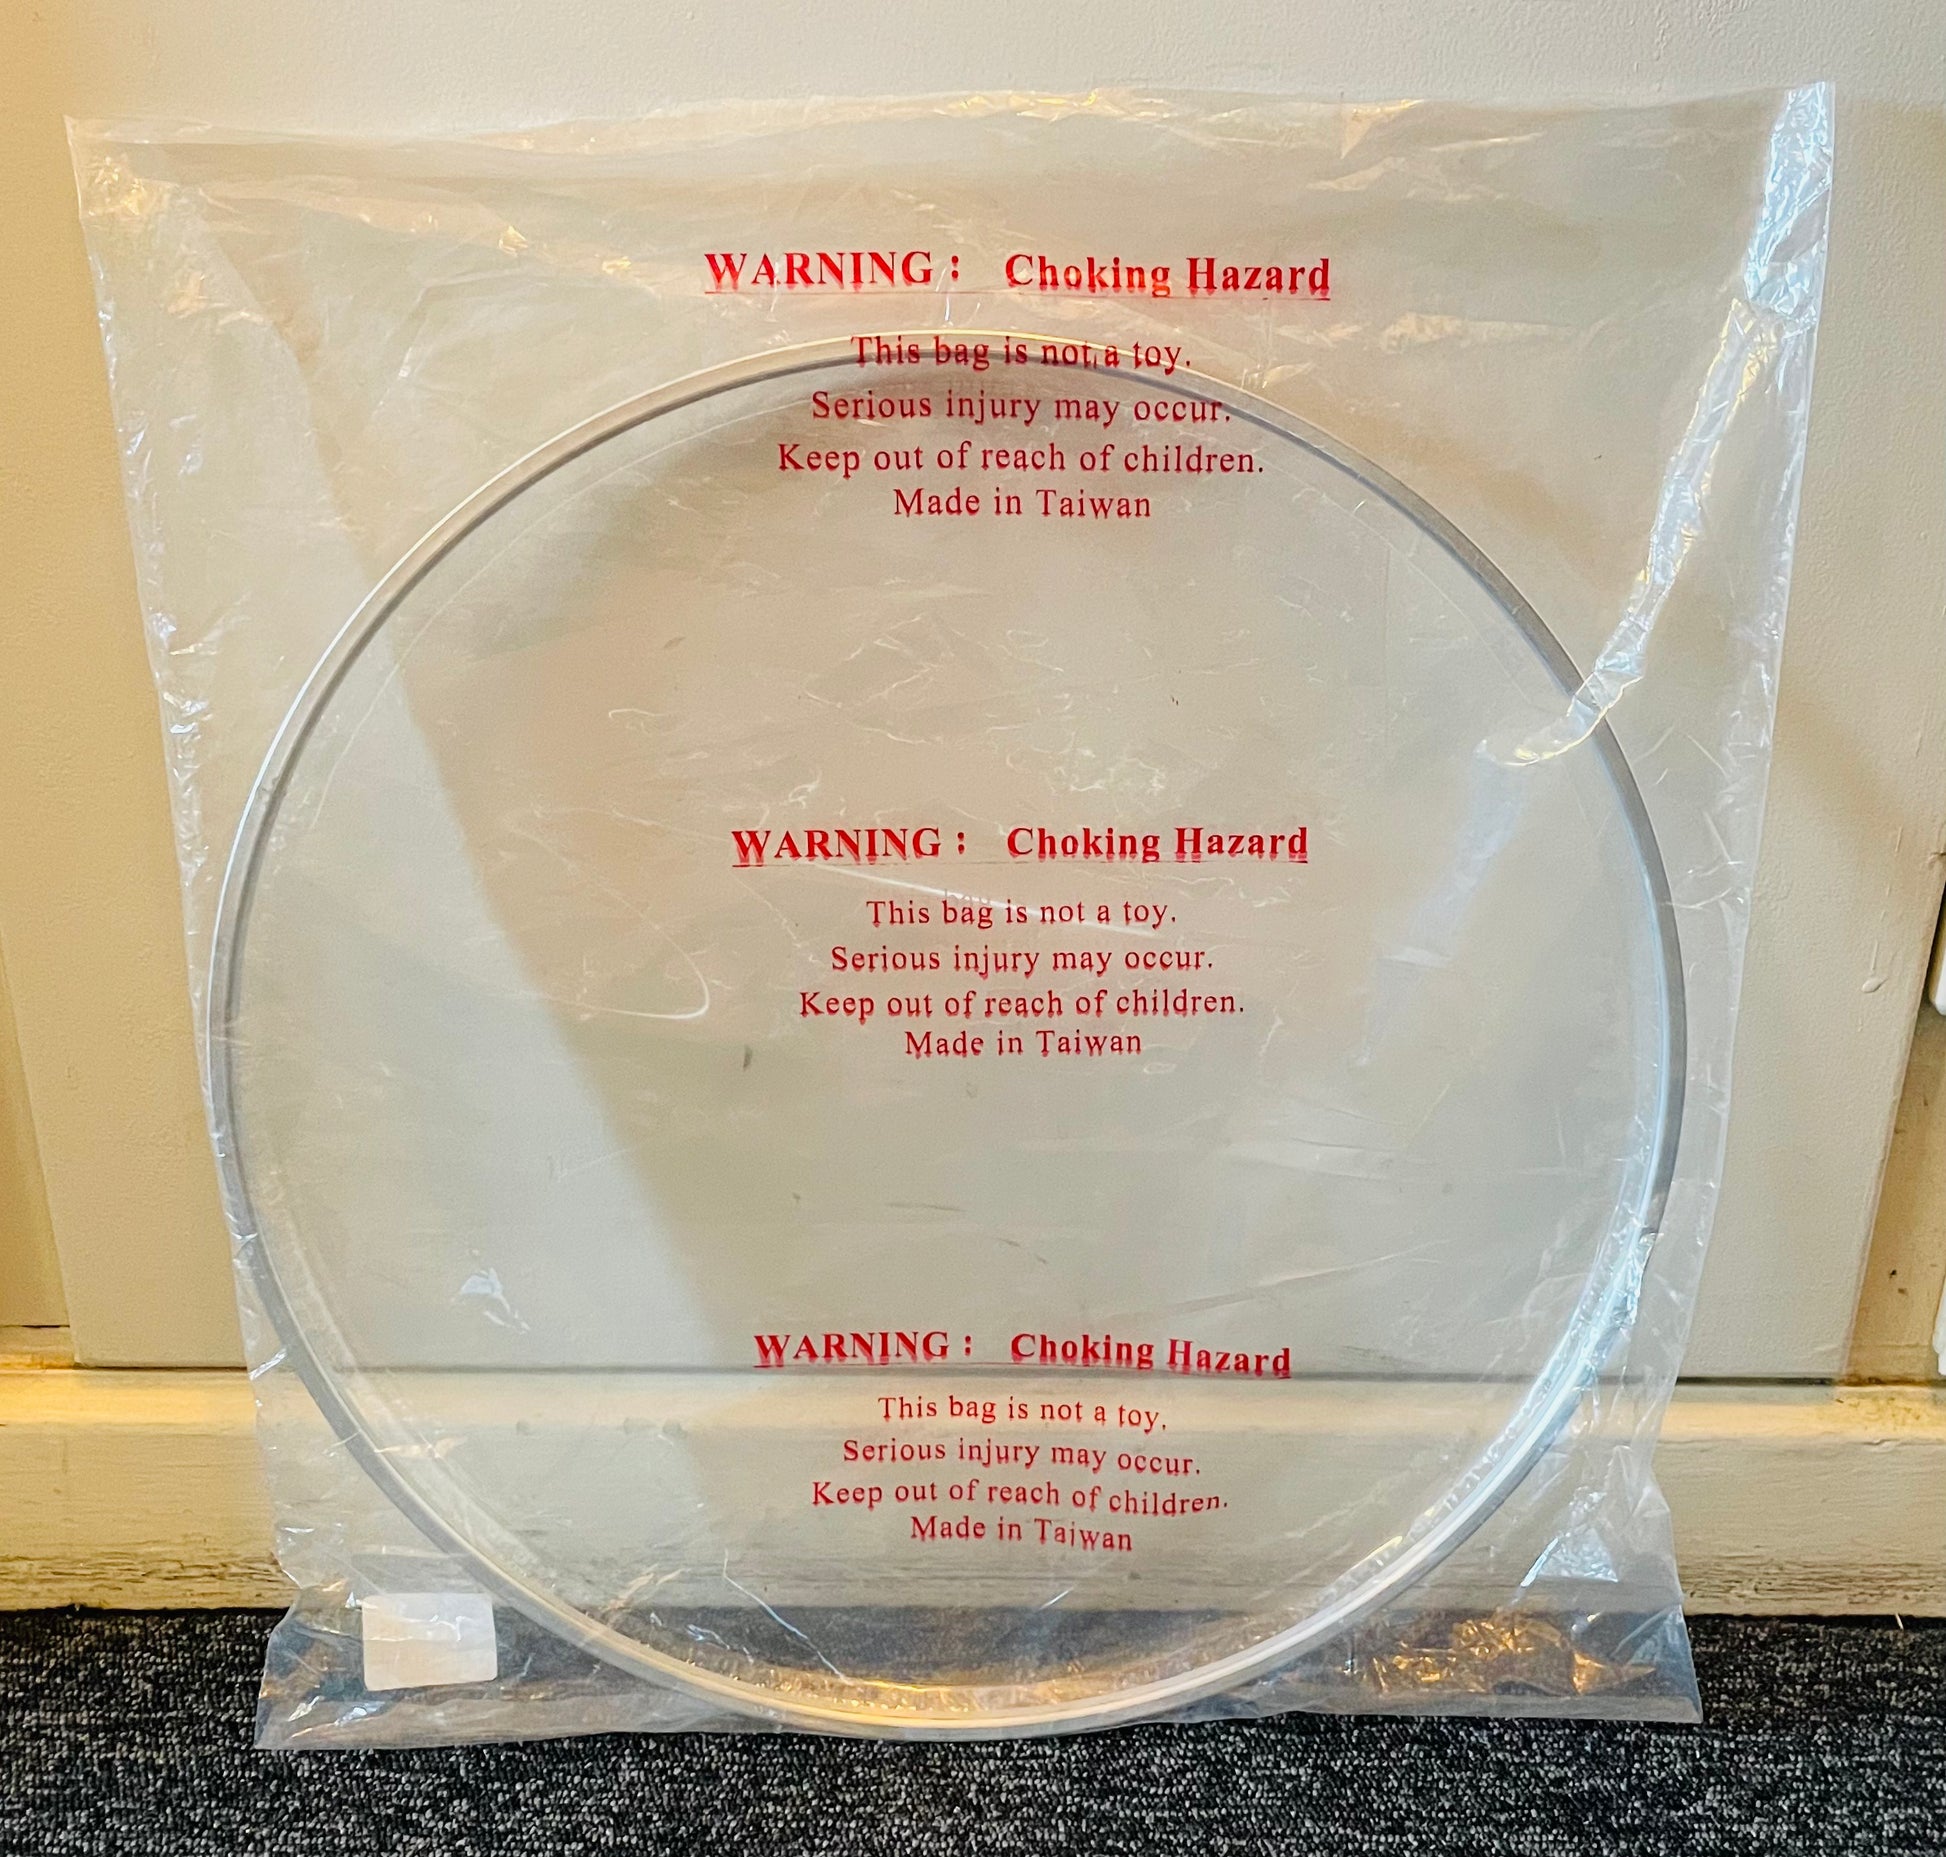 WARNING : Choking Hazard
This bag is not a toy.
Serious injury may occur.
Keep out of reach of children.
Made in Taiwan
WARNING : Choking Hazard
This bag is not a toy.
Serious injury may occur.
Keep out of reach of children.
Made in Taiwan
WARNING : Choking Hazard
This bag is not a toy.
Serious injury may occur.
Keep out of reach of children.
Made in Taiwan